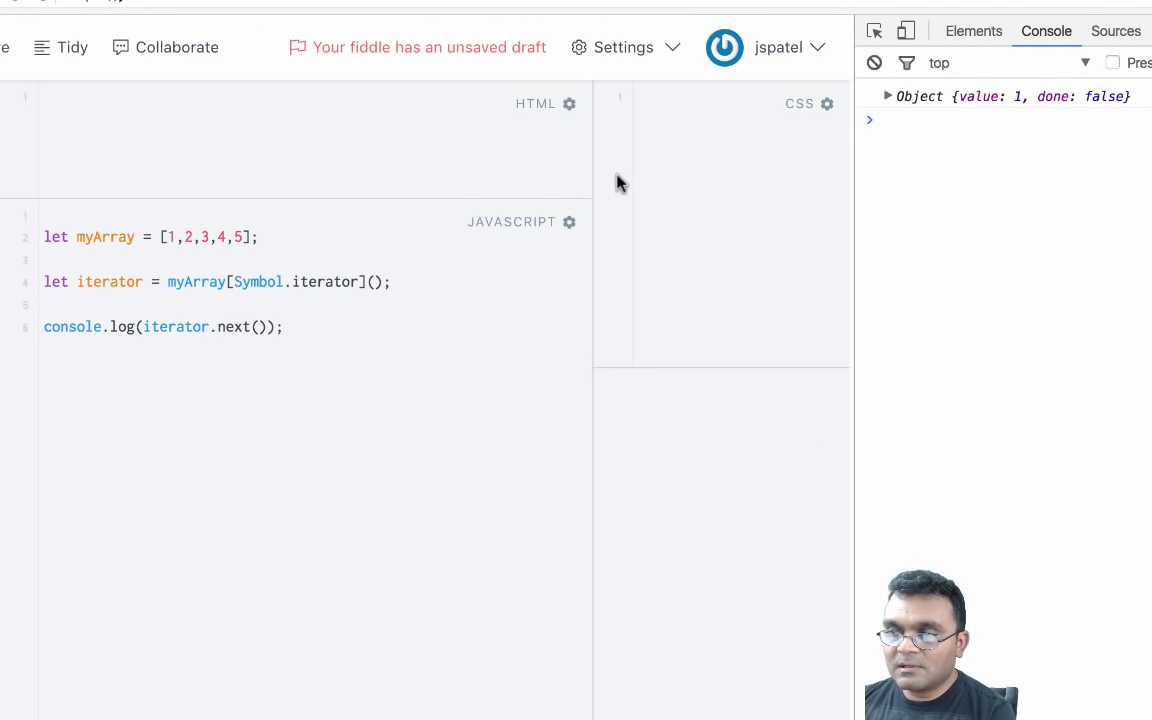 e Tidy Collaborate Your fiddle has an unsaved draft Settings jspatel
Elements Console Sources
top Pres
1 HTML
1 CSS
Object {value: 1, done: false}
>
1 JAVASCRIPT
2 let myArray = [1,2,3,4,5];
3
4 let iterator = myArray[Symbol.iterator]();
5
6 console.log(iterator.next());